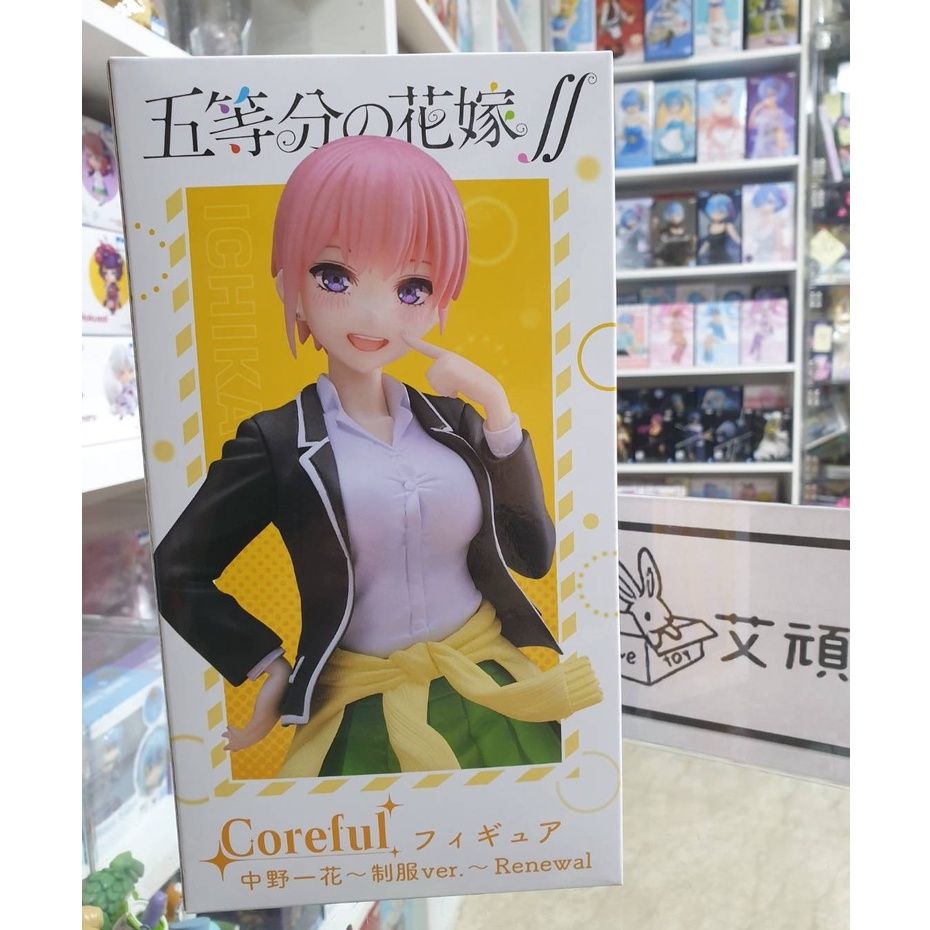 五等分の花嫁∬
ICHIKA
Coreful フィギュア
中野一花～制服ver.～ Renewal
toy
艾頑